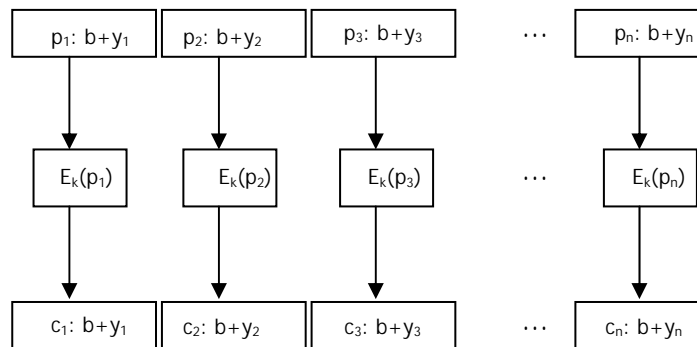 p₁: b+y₁ p₂: b+y₂ p₃: b+y₃ ... pₙ: b+yₙ
Eₖ(p₁) Eₖ(p₂) Eₖ(p₃) ... Eₖ(pₙ)
c₁: b+y₁ c₂: b+y₂ c₃: b+y₃ ... cₙ: b+yₙ